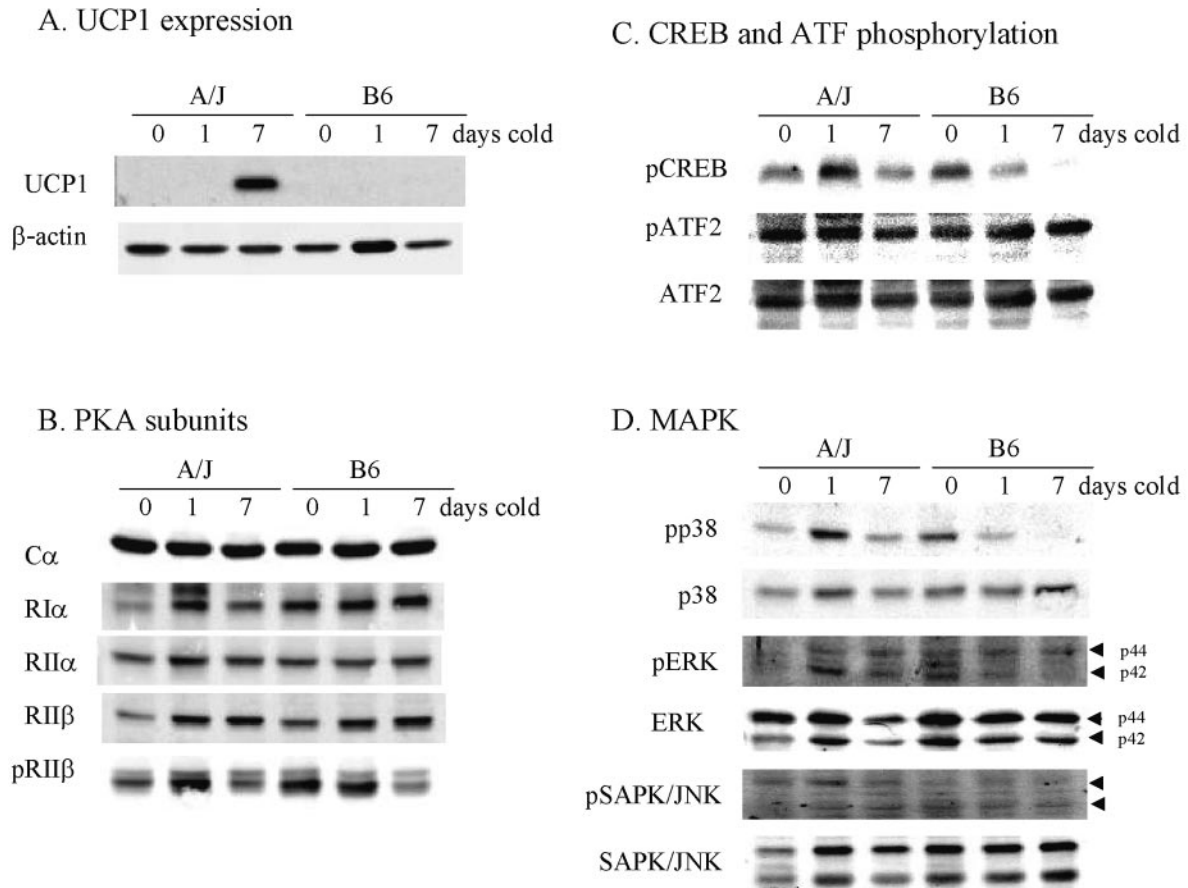 A. UCP1 expression
A/J B6
0 1 7 0 1 7 days cold
UCP1
β-actin
B. PKA subunits
A/J B6
0 1 7 0 1 7 days cold
Cα
RIα
RIIα
RIIβ
pRIIβ
C. CREB and ATF phosphorylation
A/J B6
0 1 7 0 1 7 days cold
pCREB
pATF2
ATF2
D. MAPK
A/J B6
0 1 7 0 1 7 days cold
pp38
p38
pERK p44
p42
ERK p44
p42
pSAPK/JNK
SAPK/JNK